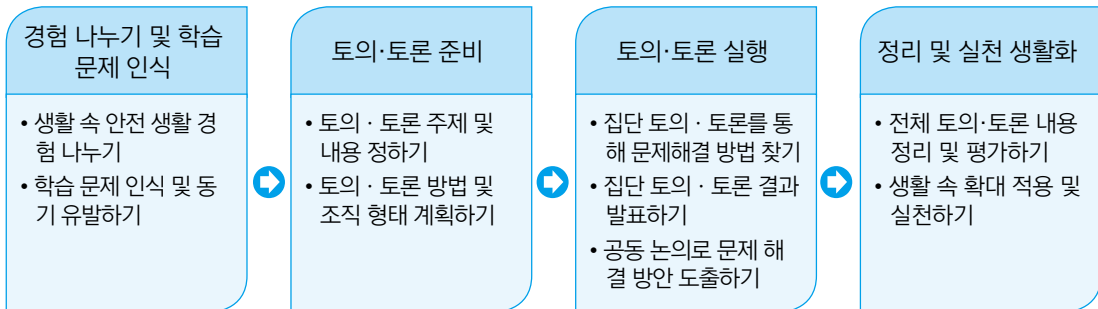 경험 나누기 및 학습
문제 인식
• 생활 속 안전 생활 경
험 나누기
• 학습 문제 인식 및 동
기 유발하기
토의·토론 준비
• 토의 · 토론 주제 및
내용 정하기
• 토의 · 토론 방법 및
조직 형태 계획하기
토의·토론 실행
• 집단 토의 · 토론를 통
해 문제해결 방법 찾기
• 집단 토의 · 토론 결과
발표하기
• 공동 논의로 문제 해
결 방안 도출하기
정리 및 실천 생활화
• 전체 토의·토론 내용
정리 및 평가하기
• 생활 속 확대 적용 및
실천하기